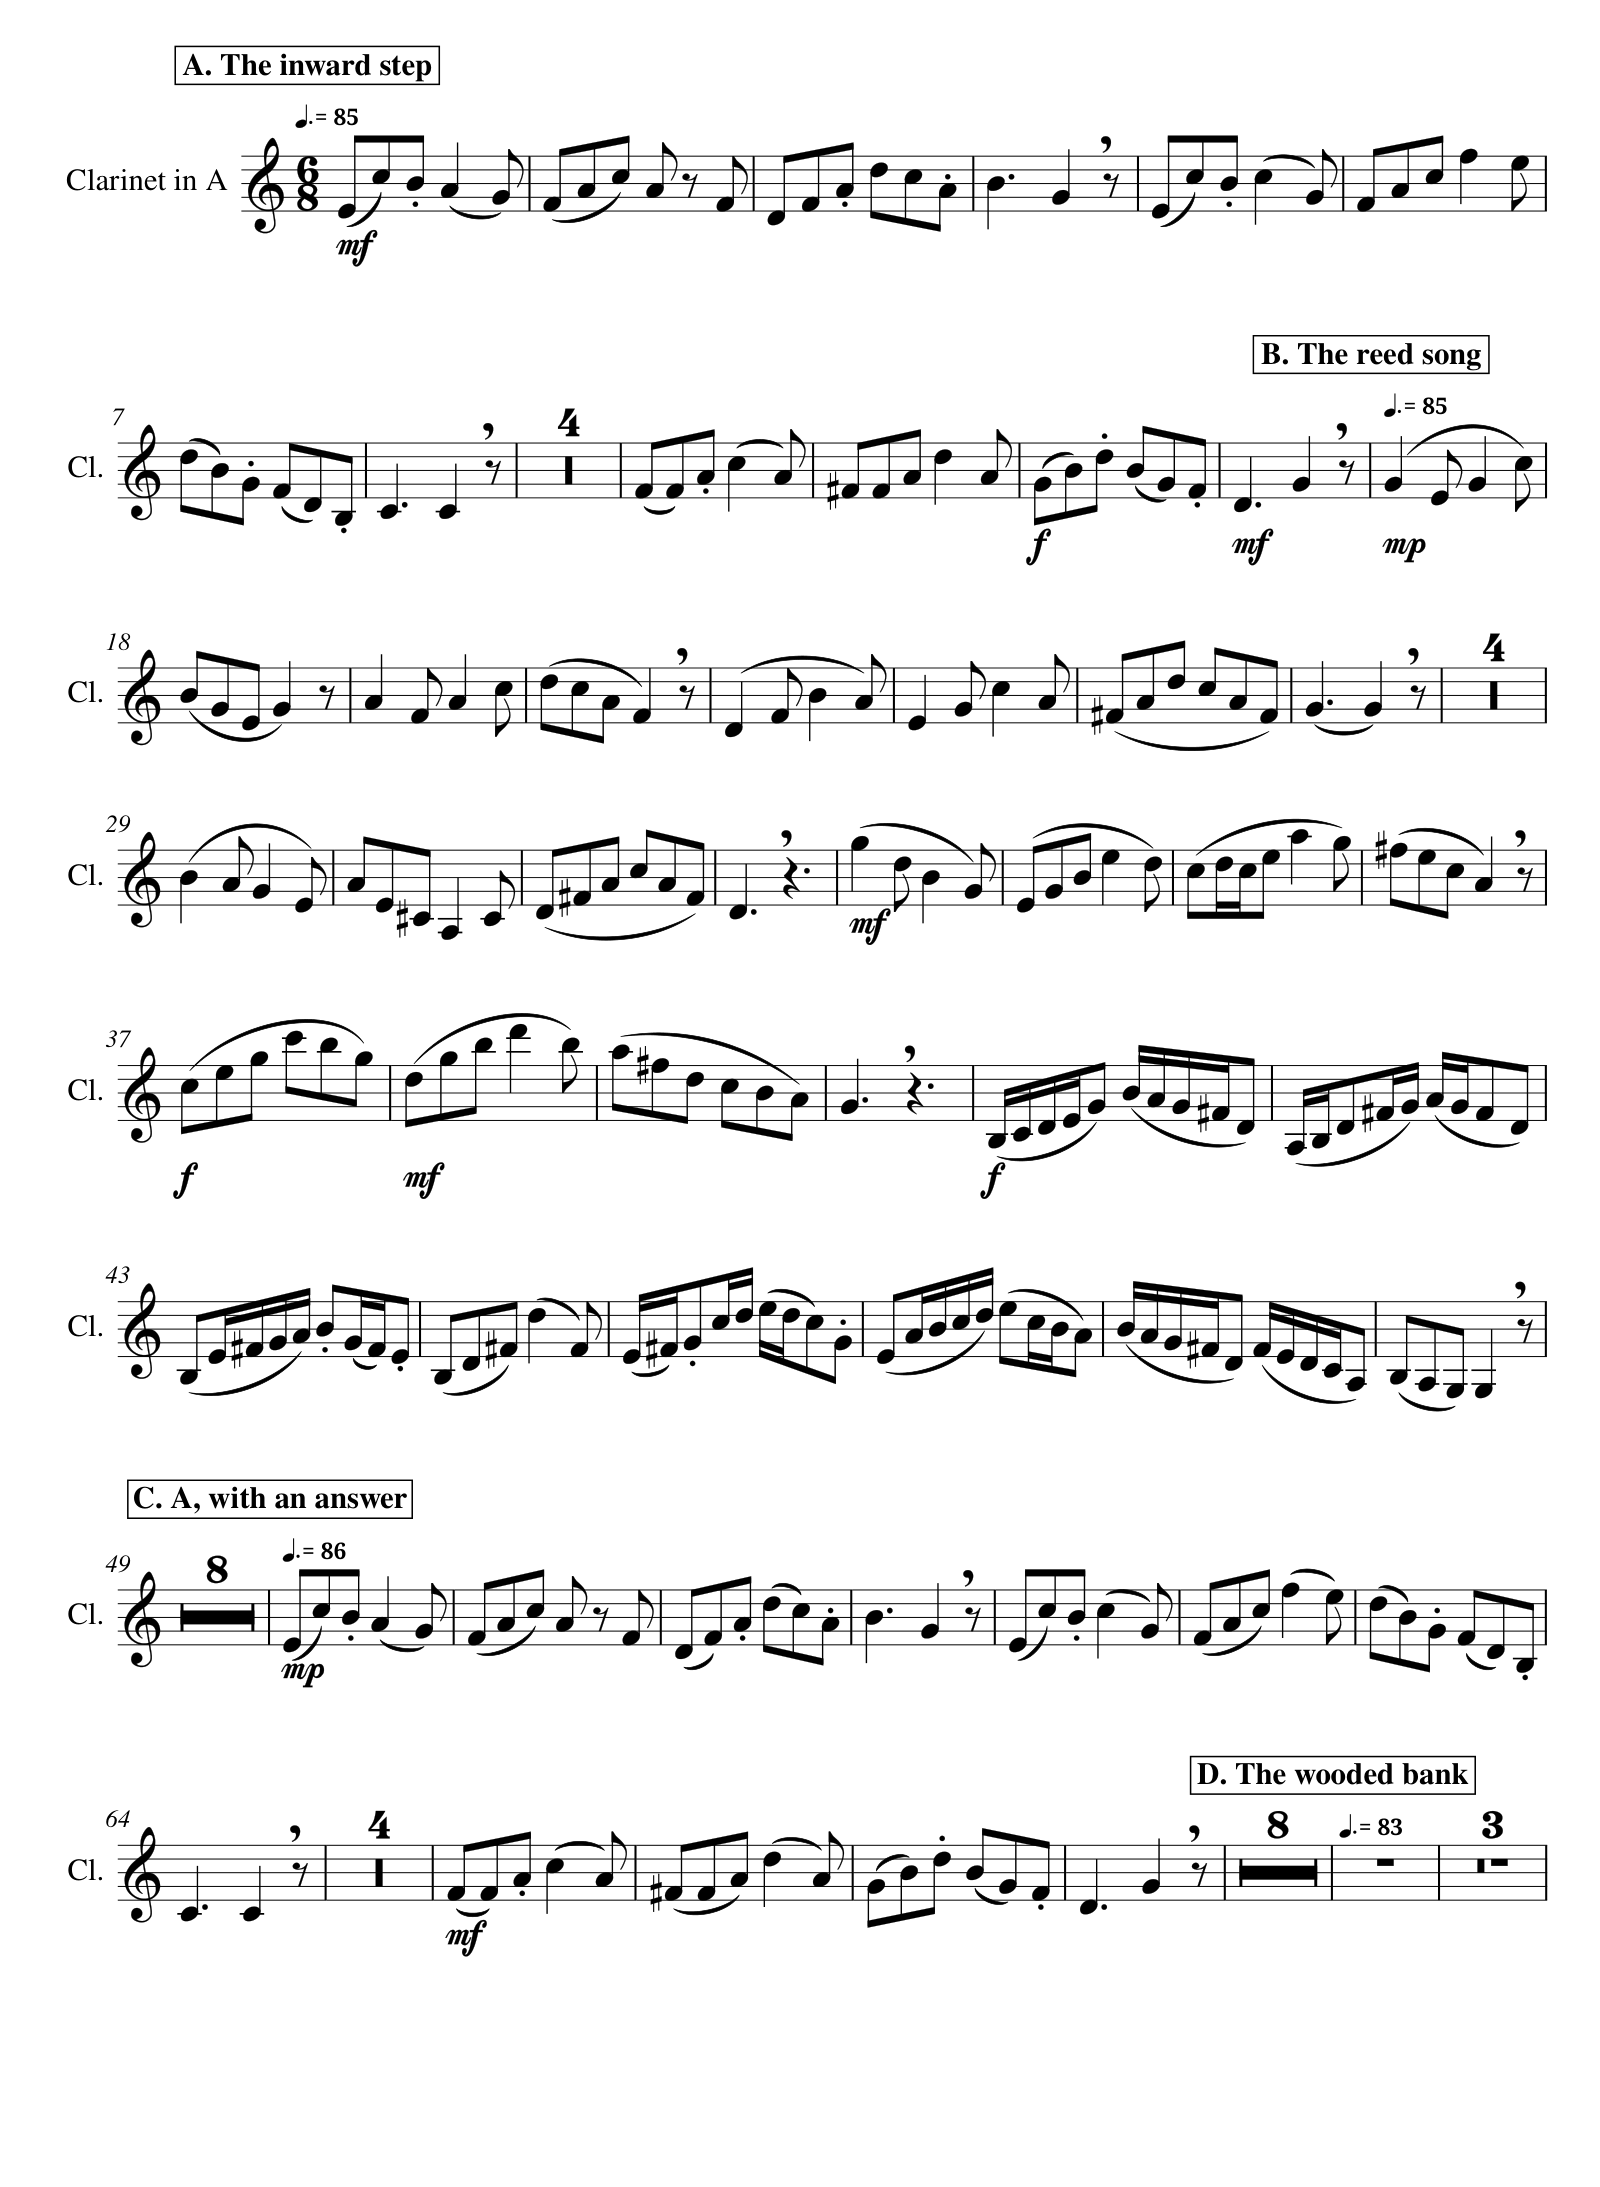 A. The inward step
♩.= 85
Clarinet in A
6
8
mf
B. The reed song
7
4
♩.= 85
Cl.
f
mf
mp
18
4
Cl.
29
Cl.
mf
37
Cl.
f
mf
f
43
Cl.
C. A, with an answer
49
8
♩.= 86
Cl.
mp
D. The wooded bank
64
4
8
♩.= 83
3
Cl.
mf